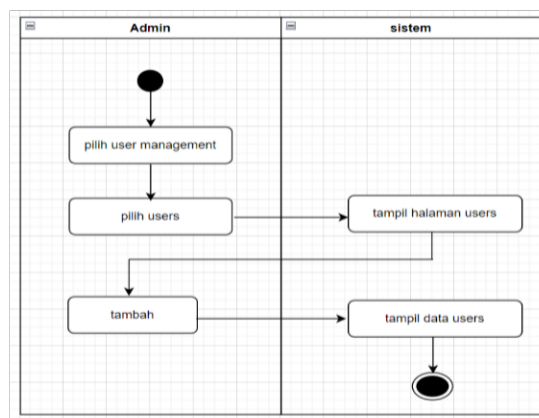 Admin
sistem
pilih user management
pilih users
tampil halaman users
tambah
tampil data users